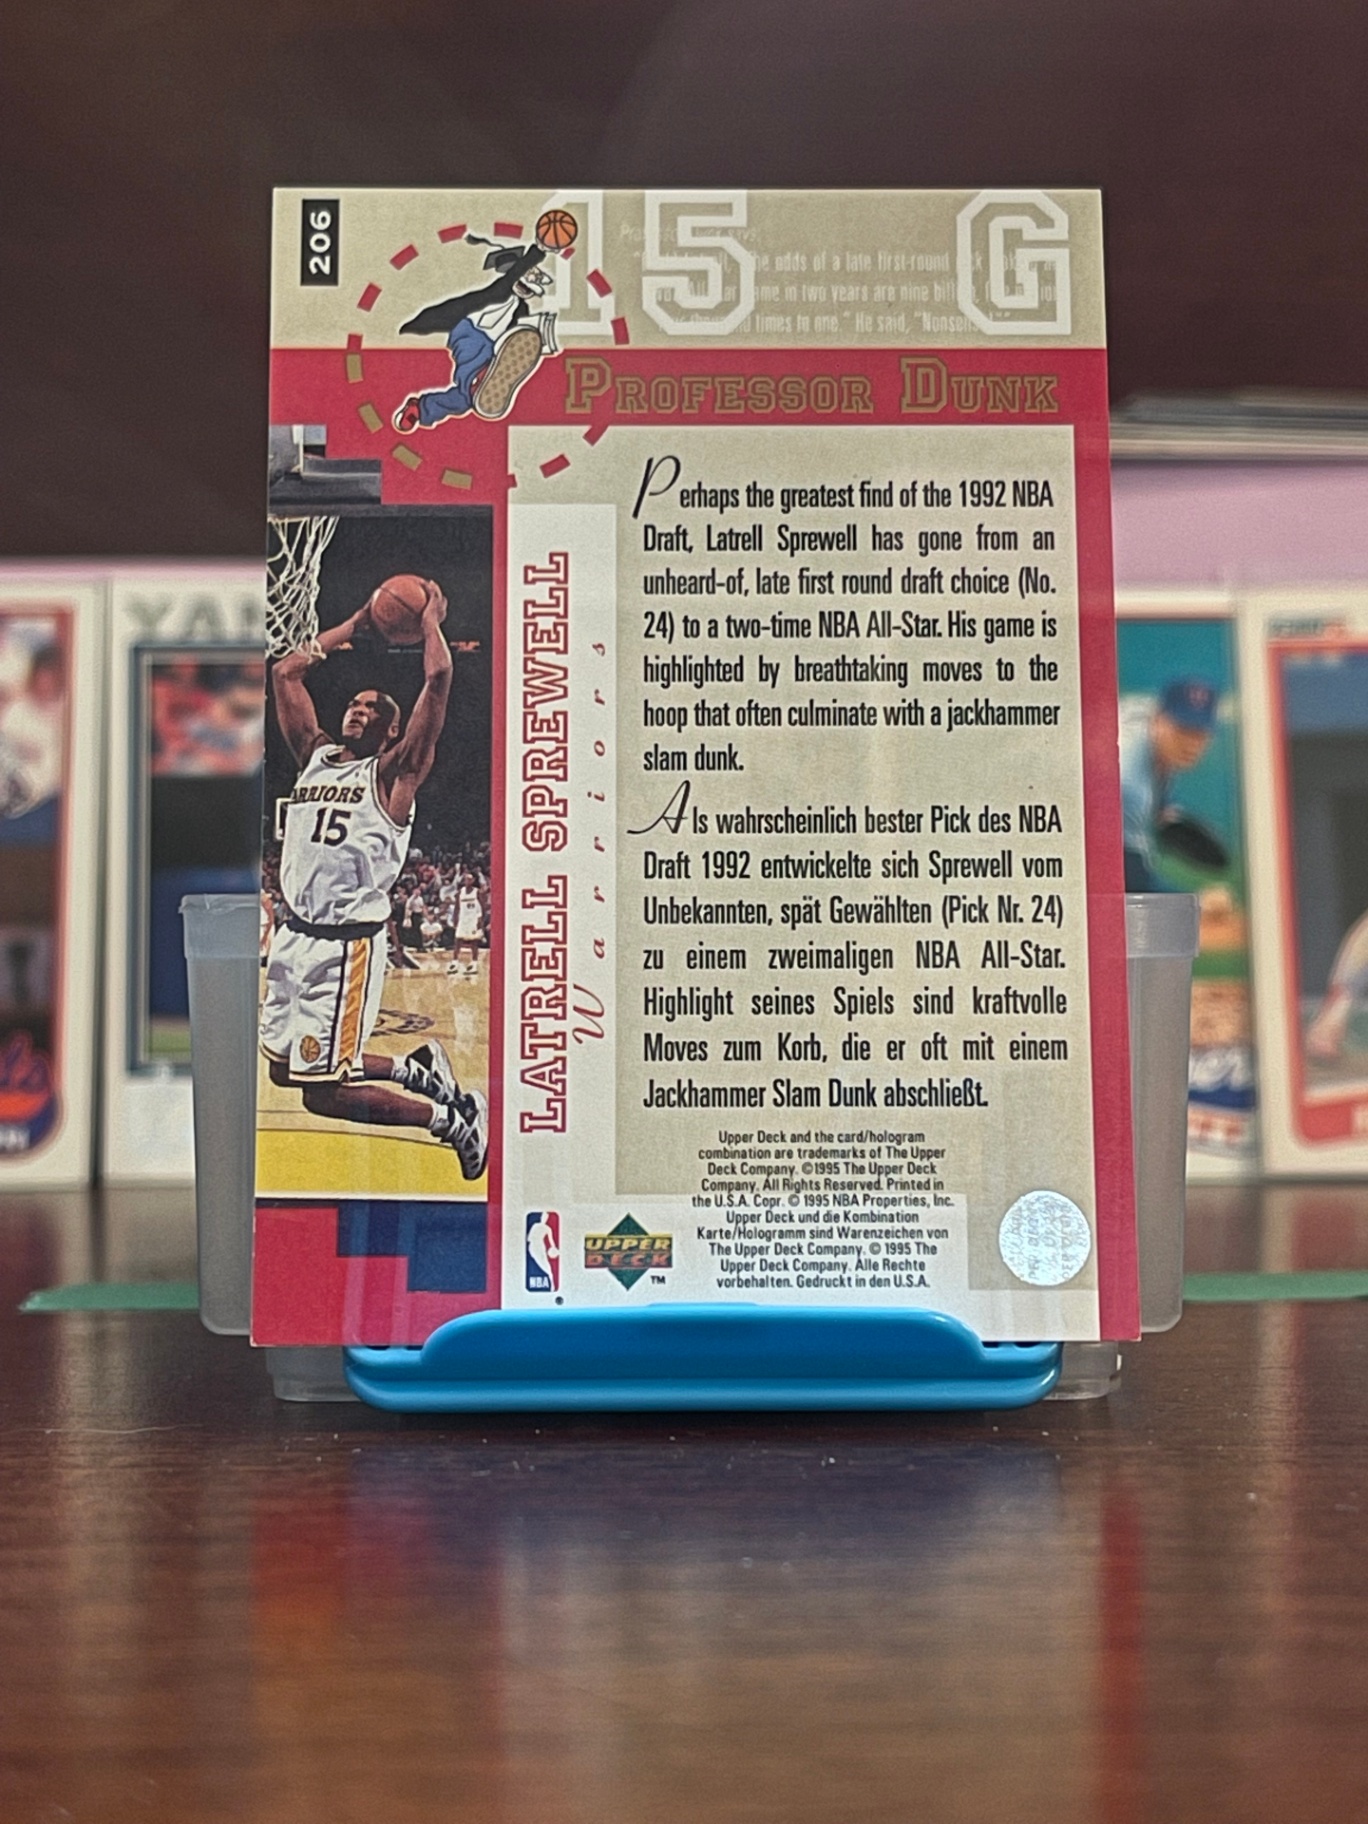 206
15 G
"
he odds of a late first-round
ame in two years are nine
times to one." He said, "Nonsense!"
PROFESSOR DUNK
Perhaps the greatest find of the 1992 NBA
Draft, Latrell Sprewell has gone from an
unheard-of, late first round draft choice (No.
24) to a two-time NBA All-Star. His game is
highlighted by breathtaking moves to the
hoop that often culminate with a jackhammer
slam dunk.
Als wahrscheinlich bester Pick des NBA
Draft 1992 entwickelte sich Sprewell vom
Unbekannten, spät Gewählten (Pick Nr. 24)
zu einem zweimaligen NBA All-Star.
Highlight seines Spiels sind kraftvolle
Moves zum Korb, die er oft mit einem
Jackhammer Slam Dunk abschließt.
LATRELL SPREWELL
Warriors
ARRIORS
15
Upper Deck and the card/hologram
combination are trademarks of The Upper
Deck Company. ©1995 The Upper Deck
Company. All Rights Reserved. Printed in
the U.S.A. Copr. © 1995 NBA Properties, Inc.
Upper Deck und die Kombination
Karte/Hologramm sind Warenzeichen von
The Upper Deck Company. © 1995 The
Upper Deck Company. Alle Rechte
vorbehalten. Gedruckt in den U.S.A.
NBA
®
UPPER
DECK
™
YAN